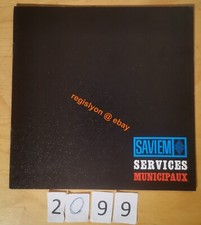 regislyon @ ebay
SAVIEM
SERVICES
MUNICIPAUX
2099